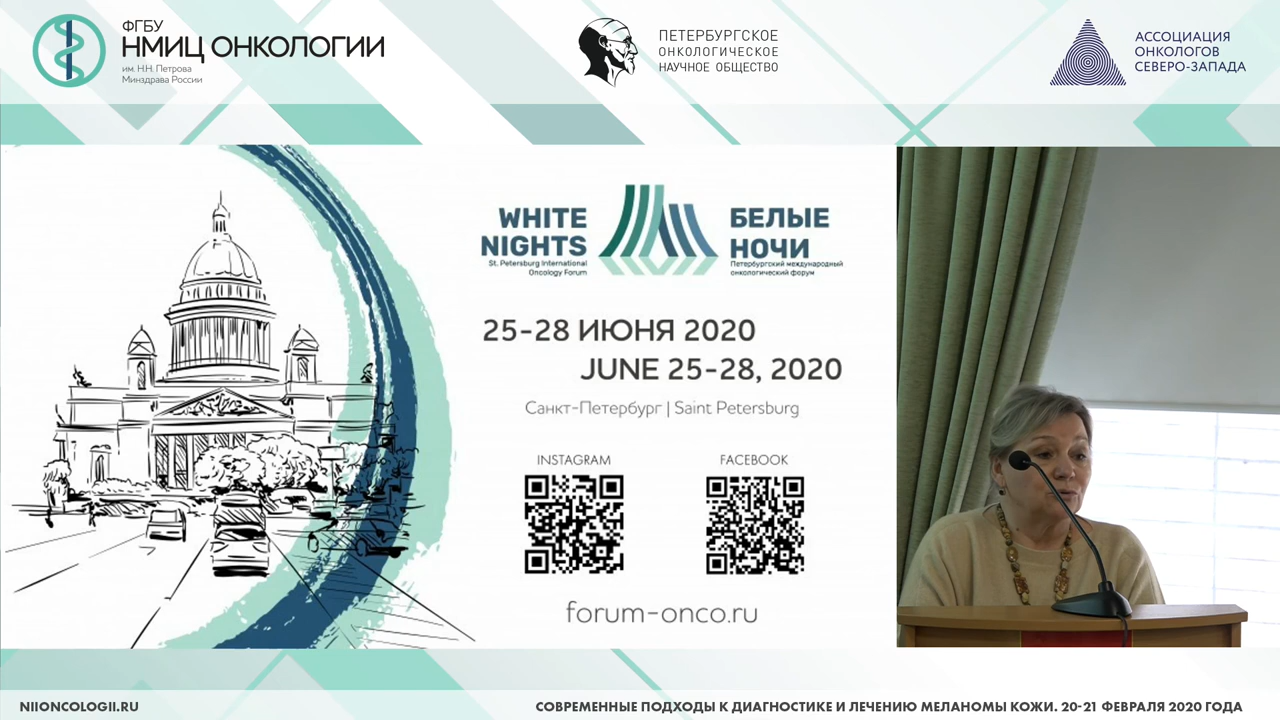 ФГБУ
НМИЦ ОНКОЛОГИИ
им. Н.Н. Петрова
Минздрава России
ПЕТЕРБУРГСКОЕ
ОНКОЛОГИЧЕСКОЕ
НАУЧНОЕ ОБЩЕСТВО
АССОЦИАЦИЯ
ОНКОЛОГОВ
СЕВЕРО-ЗАПАДА
WHITE
NIGHTS
St. Petersburg International
Oncology Forum
БЕЛЫЕ
НОЧИ
Петербургский международный
онкологический форум
25-28 ИЮНЯ 2020
JUNE 25-28, 2020
Санкт-Петербург | Saint Petersburg
INSTAGRAM
FACEBOOK
forum-onco.ru
NIIONCOLOGII.RU
СОВРЕМЕННЫЕ ПОДХОДЫ К ДИАГНОСТИКЕ И ЛЕЧЕНИЮ МЕЛАНОМЫ КОЖИ. 20-21 ФЕВРАЛЯ 2020 ГОДА